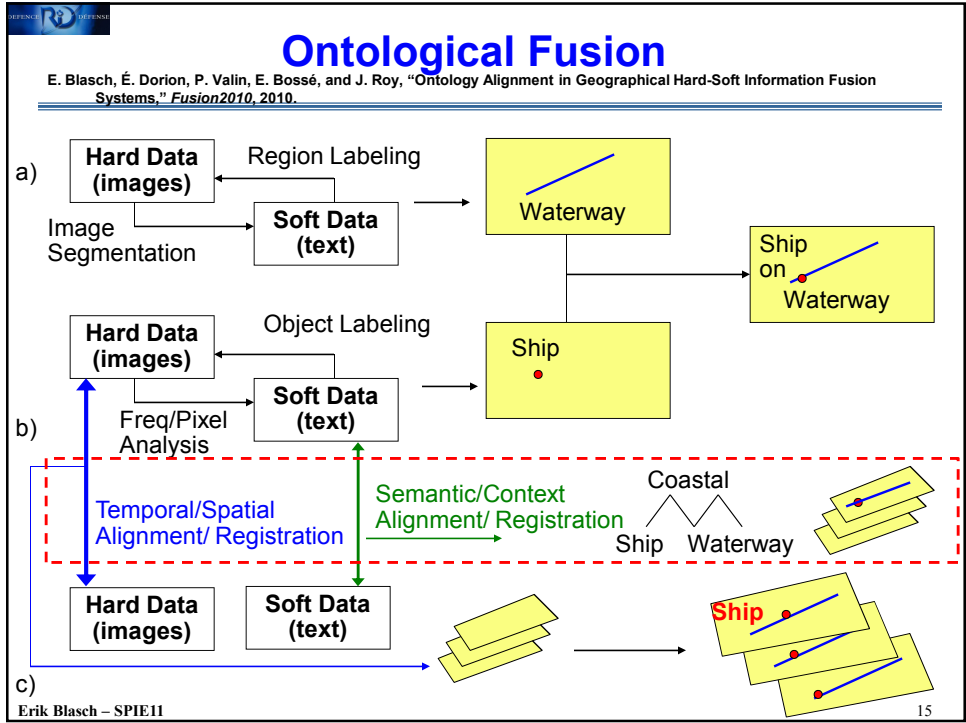 DEFENCE R&D DEFENSE
Ontological Fusion
E. Blasch, É. Dorion, P. Valin, E. Bossé, and J. Roy, “Ontology Alignment in Geographical Hard-Soft Information Fusion
Systems,” Fusion2010, 2010.
a)
Hard Data
(images)
Region Labeling
Image
Segmentation
Soft Data
(text)
Waterway
Ship
on
Waterway
b)
Hard Data
(images)
Object Labeling
Freq/Pixel
Analysis
Soft Data
(text)
Ship
Temporal/Spatial
Alignment/ Registration
Semantic/Context
Alignment/ Registration
Coastal
Ship Waterway
c)
Hard Data
(images)
Soft Data
(text)
Ship
Erik Blasch – SPIE11
15